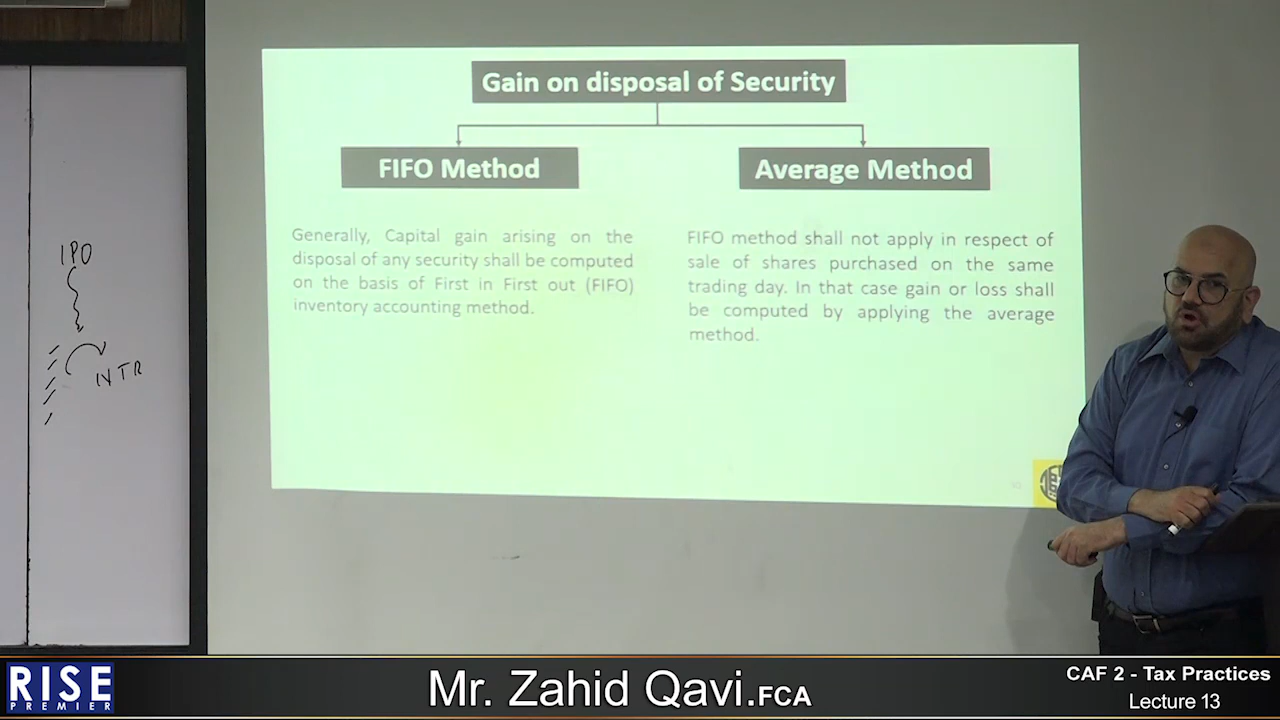 Gain on disposal of Security
FIFO Method
Generally, Capital gain arising on the
disposal of any security shall be computed
on the basis of First in First out (FIFO)
inventory accounting method.
Average Method
FIFO method shall not apply in respect of
sale of shares purchased on the same
trading day. In that case gain or loss shall
be computed by applying the average
method.
IPO
NTR
RISE
PREMIER
Mr. Zahid Qavi.FCA
CAF 2 - Tax Practices
Lecture 13